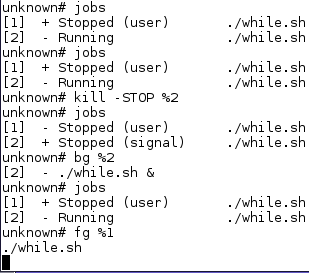 unknown# jobs
[1]  + Stopped (user)       ./while.sh
[2]  - Running              ./while.sh
unknown# jobs
[1]  + Stopped (user)       ./while.sh
[2]  - Running              ./while.sh
unknown# kill -STOP %2
unknown# jobs
[1]  - Stopped (user)       ./while.sh
[2]  + Stopped (signal)     ./while.sh
unknown# bg %2
[2]  - ./while.sh &
unknown# jobs
[1]  + Stopped (user)       ./while.sh
[2]  - Running              ./while.sh
unknown# fg %1
./while.sh